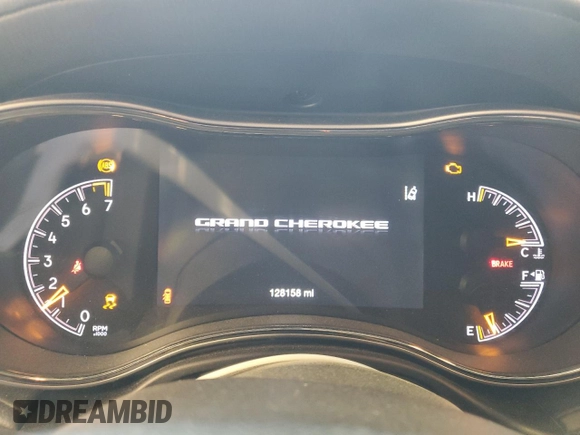 ABS
7
6
5
4
3
2
1
0
RPM
x1000
GRAND CHEROKEE
128158 mi
H
C
BRAKE
F
E
DREAMBID